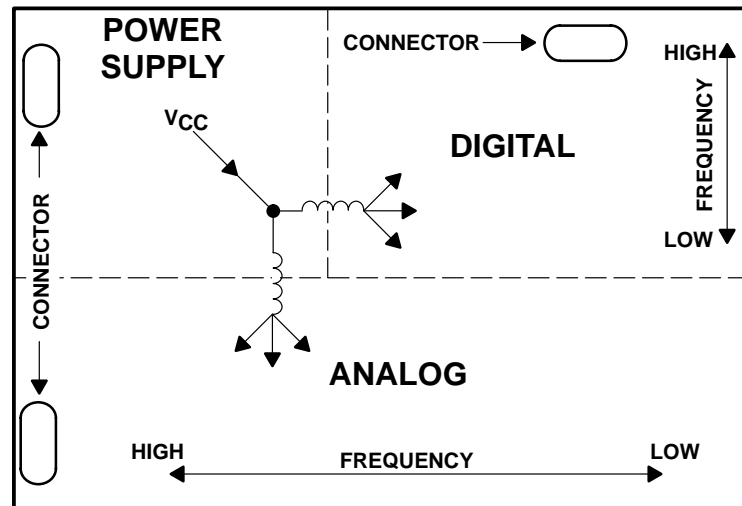 POWER
SUPPLY
CONNECTOR
HIGH
FREQUENCY
LOW
VCC
DIGITAL
CONNECTOR
ANALOG
HIGH
FREQUENCY
LOW